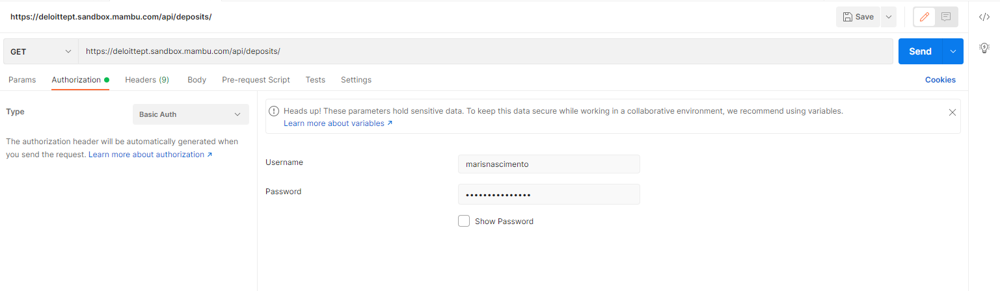 https://deloittept.sandbox.mambu.com/api/deposits/
Save
GET
https://deloittept.sandbox.mambu.com/api/deposits/
Send
Params
Authorization
Headers (9)
Body
Pre-request Script
Tests
Settings
Cookies
Type
Basic Auth
The authorization header will be automatically generated when
you send the request. Learn more about authorization ↗
Heads up! These parameters hold sensitive data. To keep this data secure while working in a collaborative environment, we recommend using variables.
Learn more about variables ↗
Username
marisnascimento
Password
•••••••••••••••
Show Password